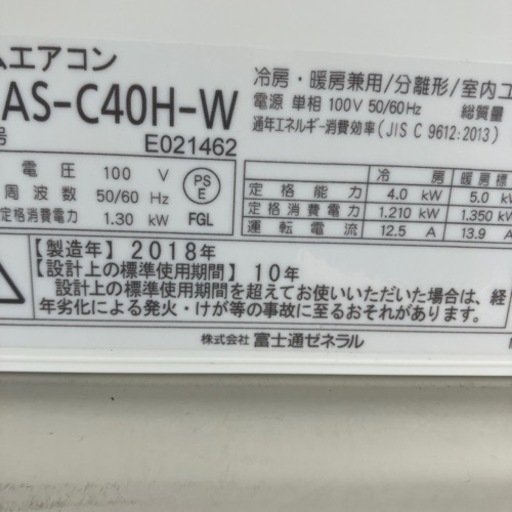 ムエアコン
AS-C40H-W
号 E021462
冷房・暖房兼用/分離形/室内ユ
電源 単相 100V 50/60Hz 総質量
通年エネルギー消費効率(JIS C 9612:2013)
電圧 100 V
周波数 50/60 Hz
定格消費電力 1.30 kW
PS
E
FGL
冷房 暖房標
定格能力 4.0 kW 5.0 kW
定格消費電力 1.210 kW 1.350 kW
運転電流 12.5 A 13.9 A
【製造年】2018年
【設計上の標準使用期間】10年
設計上の標準使用期間を超えてお使いいただいた場合は、経
年劣化による発火・けが等の事故に至るおそれがあります。
株式会社 富士通ゼネラル